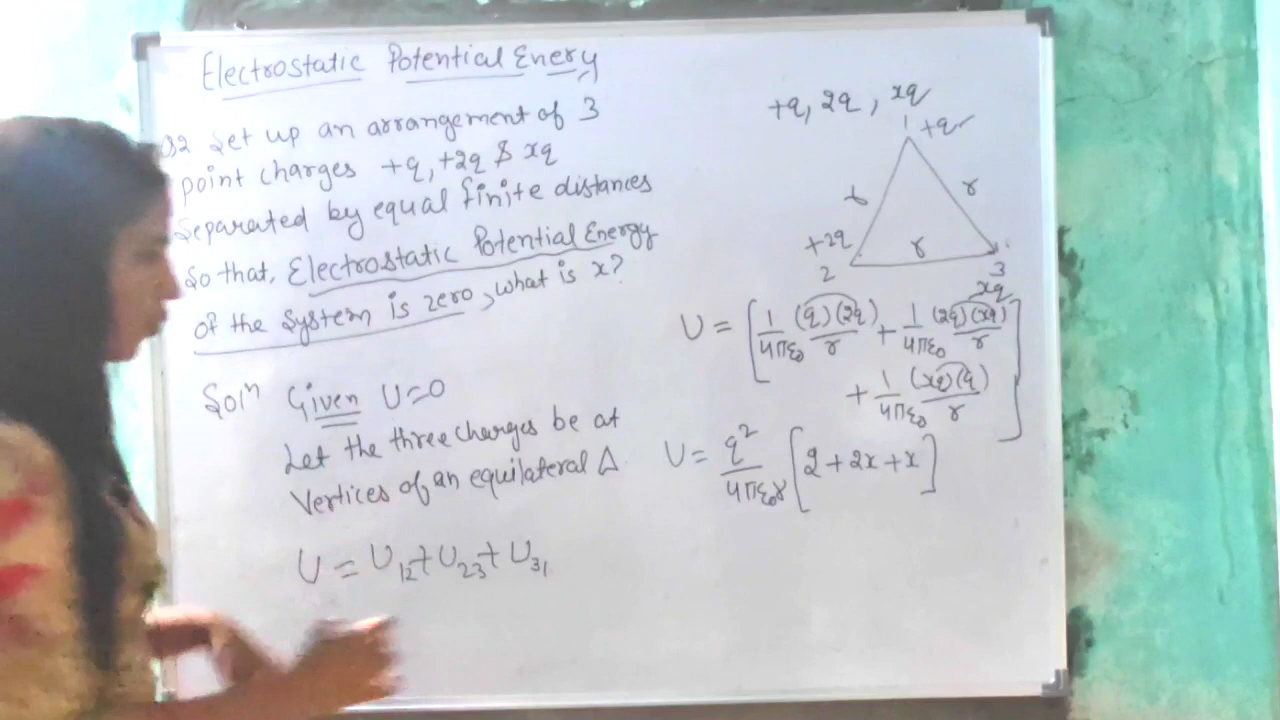 Electrostatic Potential Enery
Q2 Set up an arrangement of 3
point charges +q, +2q & xq
Separated by equal finite distances
So that, Electrostatic Potential Energy
of the System is zero, what is x?
Solⁿ Given U=0
Let the three charges be at
Vertices of an equilateral Δ
U = U₁₂+U₂₃+U₃₁
+q, 2q, xq
1 +q
r r
+2q r
2 3
xq
U = [1/4πε₀ (q)(2q)/r + 1/4πε₀ (2q)(xq)/r
+ 1/4πε₀ (xq)(q)/r]
U = q²/4πε₀r [2+2x+x]